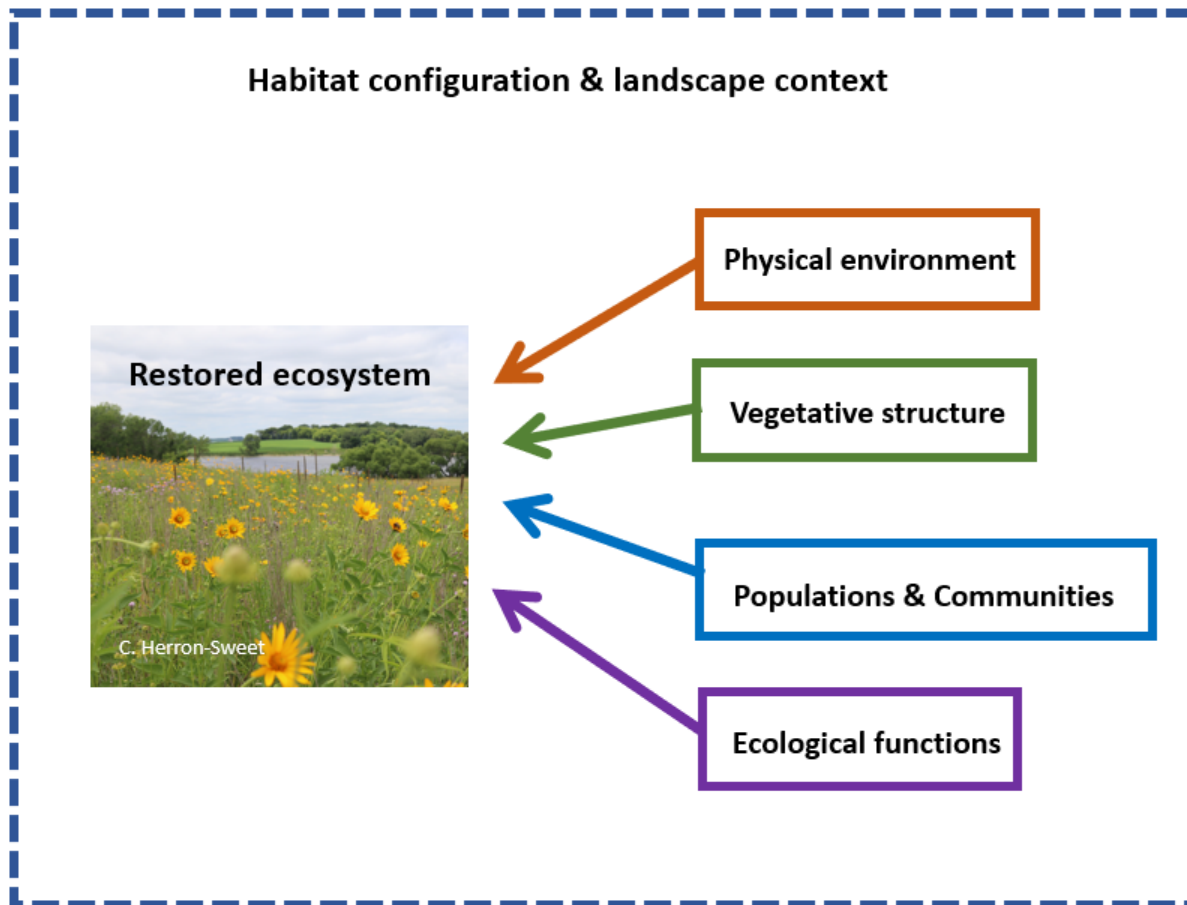 Habitat configuration & landscape context
Physical environment
Restored ecosystem
Vegetative structure
Populations & Communities
C. Herron-Sweet
Ecological functions